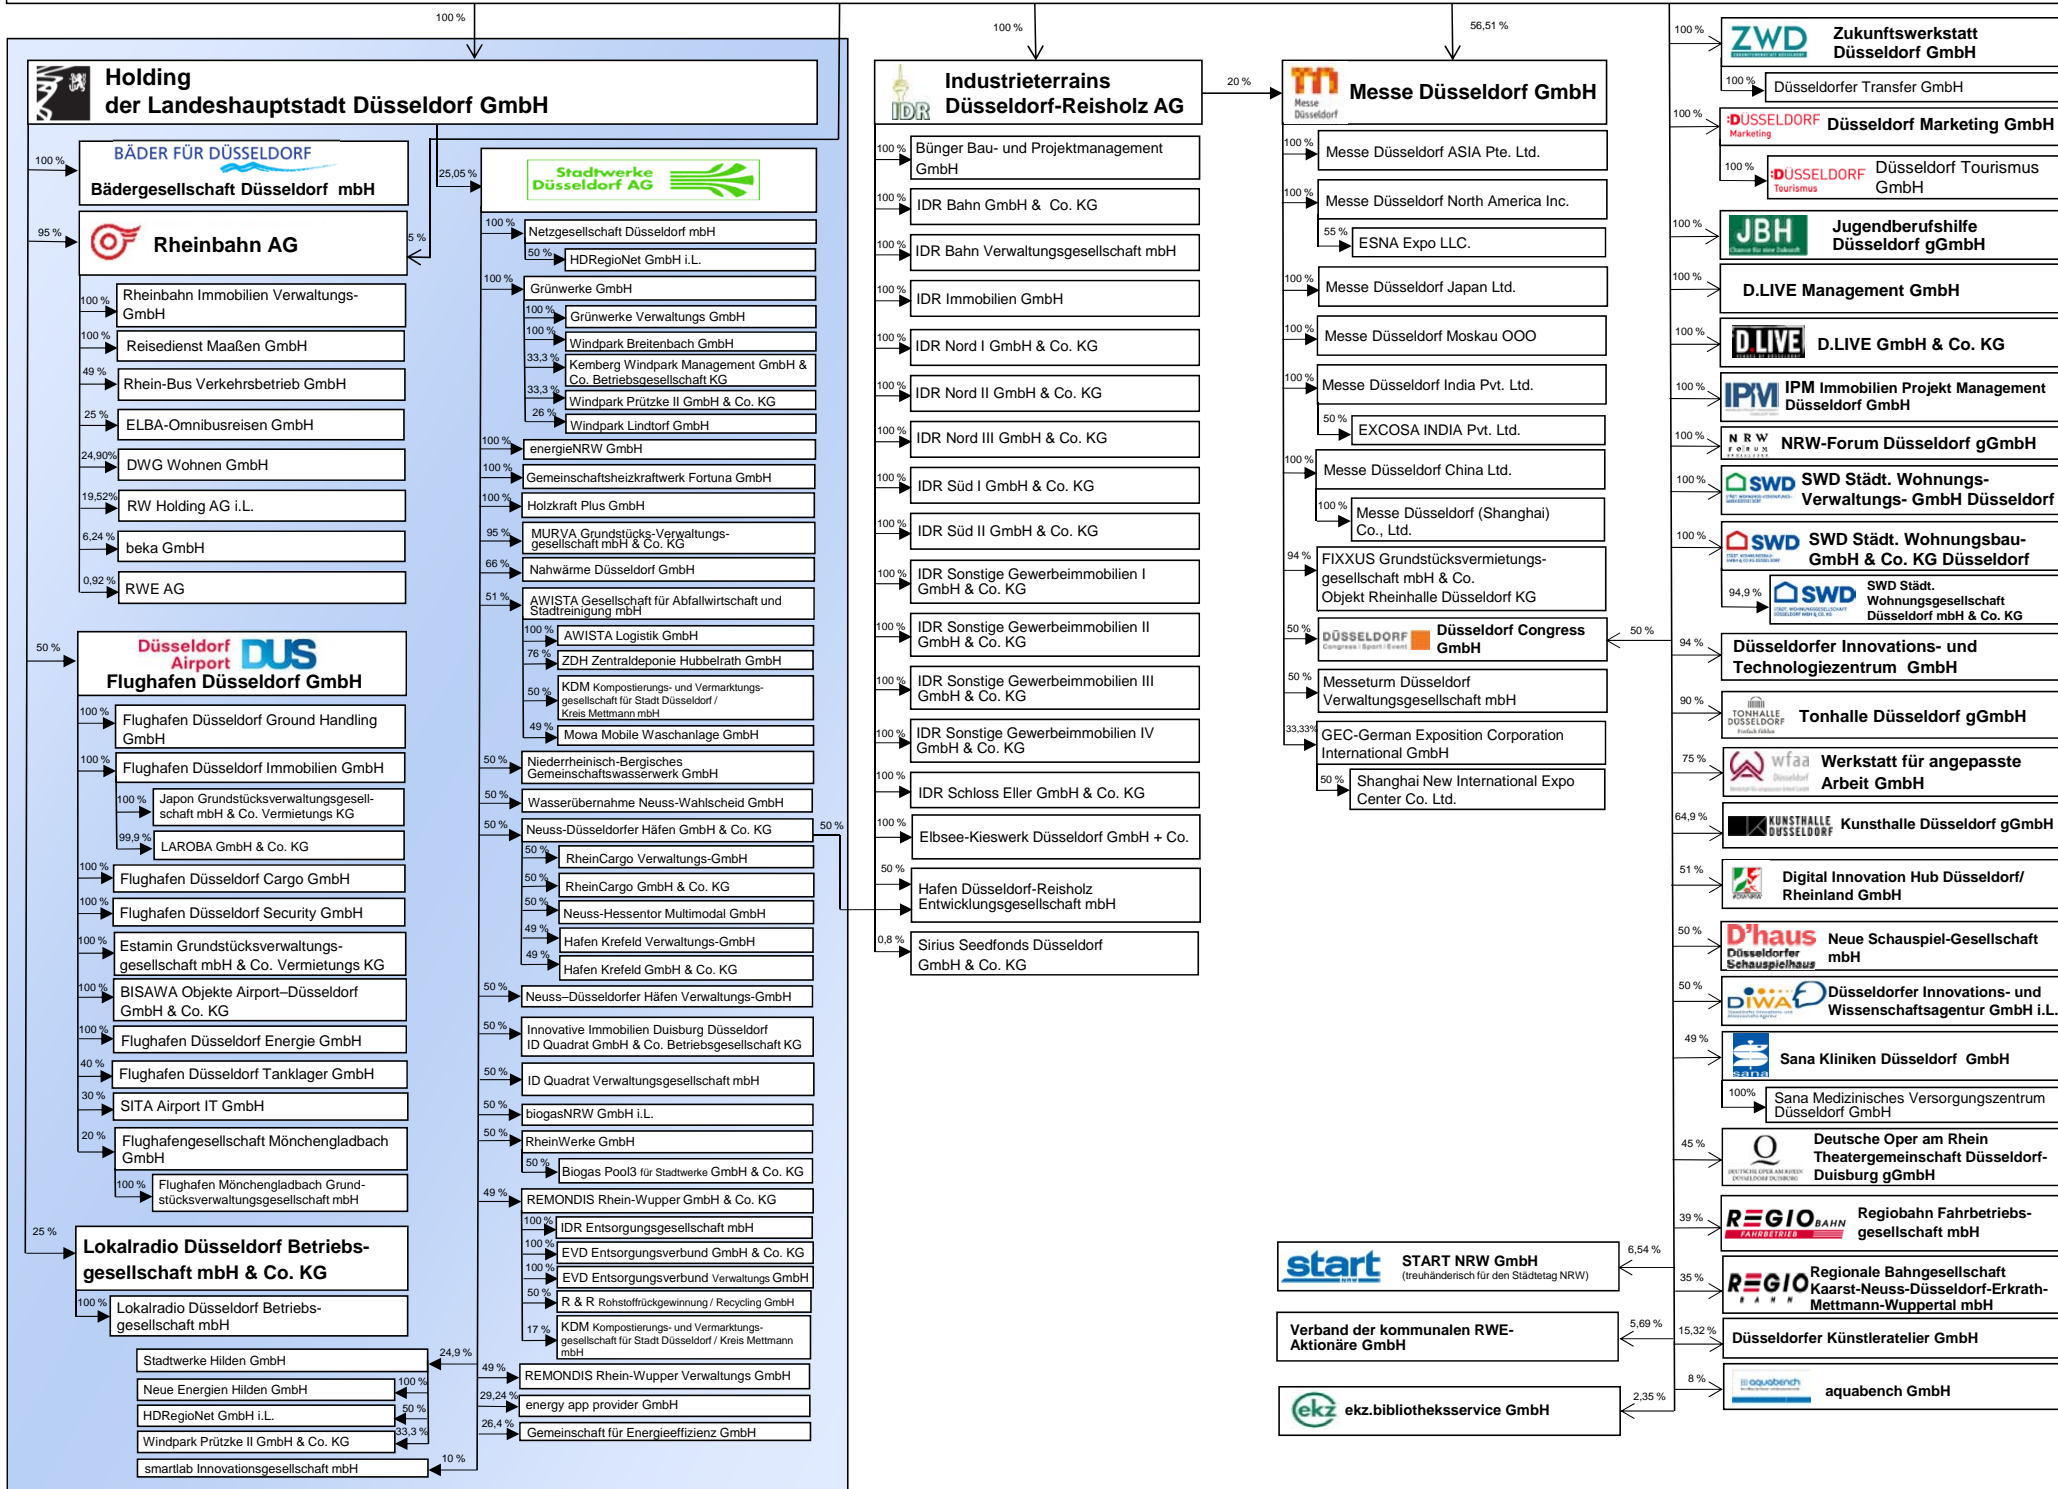 100 %
Holding
der Landeshauptstadt Düsseldorf GmbH
100 %
BÄDER FÜR DÜSSELDORF
Bädergesellschaft Düsseldorf mbH
95 %
Rheinbahn AG
5 %
100 %
Rheinbahn Immobilien Verwaltungs-
GmbH
100 %
Reisedienst Maaßen GmbH
49 %
Rhein-Bus Verkehrsbetrieb GmbH
25 %
ELBA-Omnibusreisen GmbH
24,90%
DWG Wohnen GmbH
19,52%
RW Holding AG i.L.
6,24 %
beka GmbH
0,92 %
RWE AG
50 %
Düsseldorf
Airport
DUS
Flughafen Düsseldorf GmbH
100 %
Flughafen Düsseldorf Ground Handling
GmbH
100 %
Flughafen Düsseldorf Immobilien GmbH
100 %
Japon Grundstücksverwaltungsgesell-
schaft mbH & Co. Vermietungs KG
99,9 %
LAROBA GmbH & Co. KG
100 %
Flughafen Düsseldorf Cargo GmbH
100 %
Flughafen Düsseldorf Security GmbH
100 %
Estamin Grundstücksverwaltungs-
gesellschaft mbH & Co. Vermietungs KG
100 %
BISAWA Objekte Airport–Düsseldorf
GmbH & Co. KG
100 %
Flughafen Düsseldorf Energie GmbH
40 %
Flughafen Düsseldorf Tanklager GmbH
30 %
SITA Airport IT GmbH
20 %
Flughafengesellschaft Mönchengladbach
GmbH
100 %
Flughafen Mönchengladbach Grund-
stücksverwaltungsgesellschaft mbH
25 %
Lokalradio Düsseldorf Betriebs-
gesellschaft mbH & Co. KG
100 %
Lokalradio Düsseldorf Betriebs-
gesellschaft mbH
25,05 %
Stadtwerke
Düsseldorf AG
100 %
Netzgesellschaft Düsseldorf mbH
50 %
HDRegioNet GmbH i.L.
100 %
Grünwerke GmbH
100 %
Grünwerke Verwaltungs GmbH
100 %
Windpark Breitenbach GmbH
33,3 %
Kemberg Windpark Management GmbH &
Co. Betriebsgesellschaft KG
33,3 %
Windpark Prützke II GmbH & Co. KG
26 %
Windpark Lindtorf GmbH
100 %
energieNRW GmbH
100 %
Gemeinschaftsheizkraftwerk Fortuna GmbH
100 %
Holzkraft Plus GmbH
95 %
MURVA Grundstücks-Verwaltungs-
gesellschaft mbH & Co. KG
66 %
Nahwärme Düsseldorf GmbH
51 %
AWISTA Gesellschaft für Abfallwirtschaft und
Stadtreinigung mbH
100 %
AWISTA Logistik GmbH
76 %
ZDH Zentraldeponie Hubbelrath GmbH
50 %
KDM Kompostierungs- und Vermarktungs-
gesellschaft für Stadt Düsseldorf /
Kreis Mettmann mbH
49 %
Mowa Mobile Waschanlage GmbH
50 %
Niederrheinisch-Bergisches
Gemeinschaftswasserwerk GmbH
50 %
Wasserübernahme Neuss-Wahlscheid GmbH
50 %
Neuss-Düsseldorfer Häfen GmbH & Co. KG
50 %
50 %
RheinCargo Verwaltungs-GmbH
50 %
RheinCargo GmbH & Co. KG
50 %
Neuss-Hessentor Multimodal GmbH
49 %
Hafen Krefeld Verwaltungs-GmbH
49 %
Hafen Krefeld GmbH & Co. KG
50 %
Neuss–Düsseldorfer Häfen Verwaltungs-GmbH
50 %
Innovative Immobilien Duisburg Düsseldorf
ID Quadrat GmbH & Co. Betriebsgesellschaft KG
50 %
ID Quadrat Verwaltungsgesellschaft mbH
50 %
biogasNRW GmbH i.L.
50 %
RheinWerke GmbH
50 %
Biogas Pool3 für Stadtwerke GmbH & Co. KG
49 %
REMONDIS Rhein-Wupper GmbH & Co. KG
100 %
IDR Entsorgungsgesellschaft mbH
100 %
EVD Entsorgungsverbund GmbH & Co. KG
100 %
EVD Entsorgungsverbund Verwaltungs GmbH
50 %
R & R Rohstoffrückgewinnung / Recycling GmbH
17 %
KDM Kompostierungs- und Vermarktungs-
gesellschaft für Stadt Düsseldorf / Kreis Mettmann
mbH
49 %
REMONDIS Rhein-Wupper Verwaltungs GmbH
29,24 %
energy app provider GmbH
26,4 %
Gemeinschaft für Energieeffizienz GmbH
24,9 %
Stadtwerke Hilden GmbH
100 %
Neue Energien Hilden GmbH
50 %
HDRegioNet GmbH i.L.
33,3 %
Windpark Prützke II GmbH & Co. KG
10 %
smartlab Innovationsgesellschaft mbH
100 %
IDR
Industrieterrains
Düsseldorf-Reisholz AG
20 %
100 %
Bünger Bau- und Projektmanagement
GmbH
100 %
IDR Bahn GmbH & Co. KG
100 %
IDR Bahn Verwaltungsgesellschaft mbH
100 %
IDR Immobilien GmbH
100 %
IDR Nord I GmbH & Co. KG
100 %
IDR Nord II GmbH & Co. KG
100 %
IDR Nord III GmbH & Co. KG
100 %
IDR Süd I GmbH & Co. KG
100 %
IDR Süd II GmbH & Co. KG
100 %
IDR Sonstige Gewerbeimmobilien I
GmbH & Co. KG
100 %
IDR Sonstige Gewerbeimmobilien II
GmbH & Co. KG
100 %
IDR Sonstige Gewerbeimmobilien III
GmbH & Co. KG
100 %
IDR Sonstige Gewerbeimmobilien IV
GmbH & Co. KG
100 %
IDR Schloss Eller GmbH & Co. KG
100 %
Elbsee-Kieswerk Düsseldorf GmbH + Co.
50 %
Hafen Düsseldorf-Reisholz
Entwicklungsgesellschaft mbH
0,8 %
Sirius Seedfonds Düsseldorf
GmbH & Co. KG
56,51 %
Messe
Düsseldorf
Messe Düsseldorf GmbH
100 %
Messe Düsseldorf ASIA Pte. Ltd.
100 %
Messe Düsseldorf North America Inc.
55 %
ESNA Expo LLC.
100 %
Messe Düsseldorf Japan Ltd.
100 %
Messe Düsseldorf Moskau OOO
100 %
Messe Düsseldorf India Pvt. Ltd.
50 %
EXCOSA INDIA Pvt. Ltd.
100 %
Messe Düsseldorf China Ltd.
100 %
Messe Düsseldorf (Shanghai)
Co., Ltd.
94 %
FIXXUS Grundstücksvermietungs-
gesellschaft mbH & Co.
Objekt Rheinhalle Düsseldorf KG
50 %
DÜSSELDORF
Congress | Sport | Event
Düsseldorf Congress
GmbH
50 %
50 %
Messeturm Düsseldorf
Verwaltungsgesellschaft mbH
33,33%
GEC-German Exposition Corporation
International GmbH
50 %
Shanghai New International Expo
Center Co. Ltd.
start
NRW
START NRW GmbH
(treuhänderisch für den Städtetag NRW)
6,54 %
Verband der kommunalen RWE-
Aktionäre GmbH
5,69 %
ekz
ekz.bibliotheksservice GmbH
2,35 %
100 %
ZWD
Zukunftswerkstatt
Düsseldorf GmbH
100 %
Düsseldorfer Transfer GmbH
100 %
:DÜSSELDORF
Marketing
Düsseldorf Marketing GmbH
100 %
:DÜSSELDORF
Tourismus
Düsseldorf Tourismus
GmbH
100 %
JBH
Chance für eine Zukunft
Jugendberufshilfe
Düsseldorf gGmbH
100 %
D.LIVE Management GmbH
100 %
D.LIVE
D.LIVE GmbH & Co. KG
100 %
IPM
IPM Immobilien Projekt Management
Düsseldorf GmbH
100 %
NRW
FORUM
NRW-Forum Düsseldorf gGmbH
100 %
SWD
SWD Städt. Wohnungs-
Verwaltungs- GmbH Düsseldorf
100 %
SWD
SWD Städt. Wohnungsbau-
GmbH & Co. KG Düsseldorf
94,9 %
SWD
SWD Städt.
Wohnungsgesellschaft
Düsseldorf mbH & Co. KG
94 %
Düsseldorfer Innovations- und
Technologiezentrum GmbH
90 %
TONHALLE
DÜSSELDORF
Einfach fühlen
Tonhalle Düsseldorf gGmbH
75 %
wfaa
Düsseldorf
Werkstatt für angepasste
Arbeit GmbH
64,9 %
KUNSTHALLE
DÜSSELDORF
Kunsthalle Düsseldorf gGmbH
51 %
Digital Innovation Hub Düsseldorf/
Rheinland GmbH
50 %
D'haus
Düsseldorfer
Schauspielhaus
Neue Schauspiel-Gesellschaft
mbH
50 %
DIWA
Düsseldorfer Innovations- und
Wissenschaftsagentur GmbH i.L.
49 %
sana
Sana Kliniken Düsseldorf GmbH
100%
Sana Medizinisches Versorgungszentrum
Düsseldorf GmbH
45 %
DEUTSCHE OPER AM RHEIN
DÜSSELDORF DUISBURG
Deutsche Oper am Rhein
Theatergemeinschaft Düsseldorf-
Duisburg gGmbH
39 %
REGIOBAHN
FAHRBETRIEB
Regiobahn Fahrbetriebs-
gesellschaft mbH
35 %
REGIO
BAHN
Regionale Bahngesellschaft
Kaarst-Neuss-Düsseldorf-Erkrath-
Mettmann-Wuppertal mbH
15,32 %
Düsseldorfer Künstleratelier GmbH
8 %
aquabench
aquabench GmbH